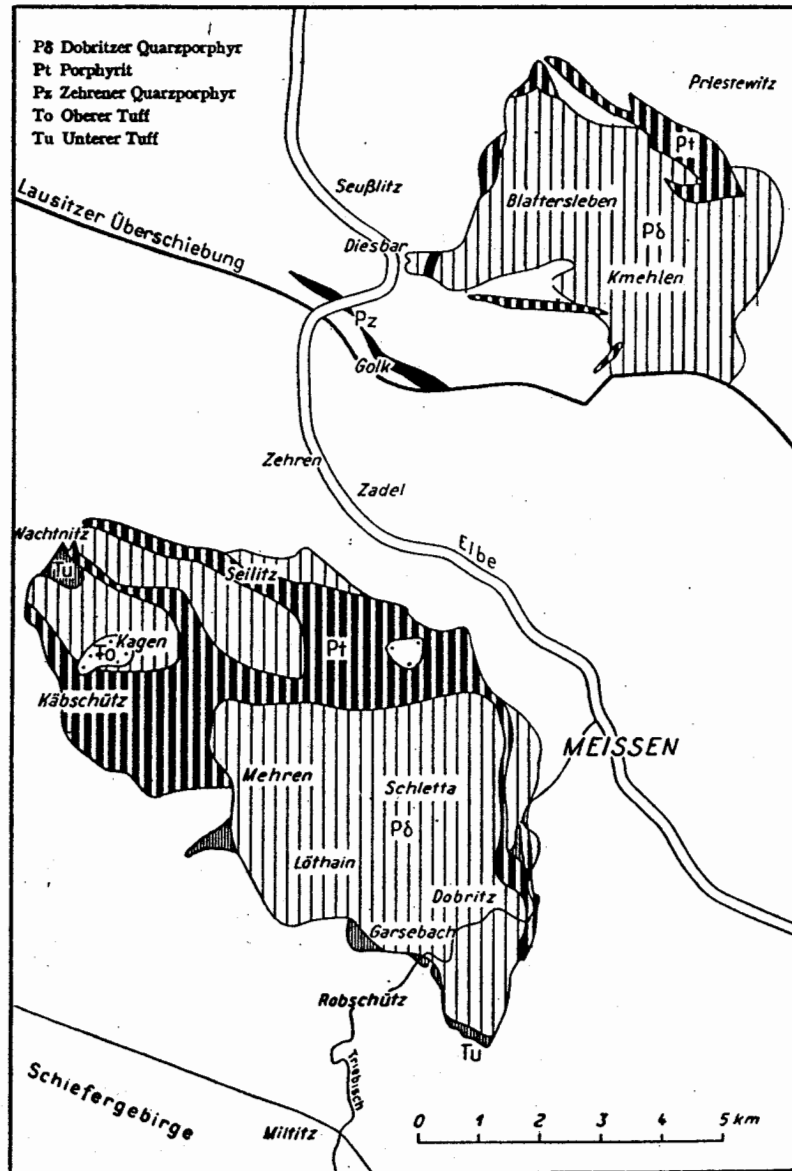 Pδ Dobritzer Quarzporphyr
Pt Porphyrit
Pz Zehrener Quarzporphyr
To Oberer Tuff
Tu Unterer Tuff
Priestewitz
Pt
Seußlitz
Lausitzer Überschiebung
Blattersleben
Diesbar
Pδ
Kmehlen
Pz
Golk
Zehren
Zadel
Elbe
Wachtnitz
Tu
Seilitz
Kagen
To
Pt
Käbschütz
MEISSEN
Mehren
Schletta
Pδ
Löthain
Dobritz
Garsebach
Robschütz
Tu
Triebisch
Schiefergebirge
Miltitz
0 1 2 3 4 5 km